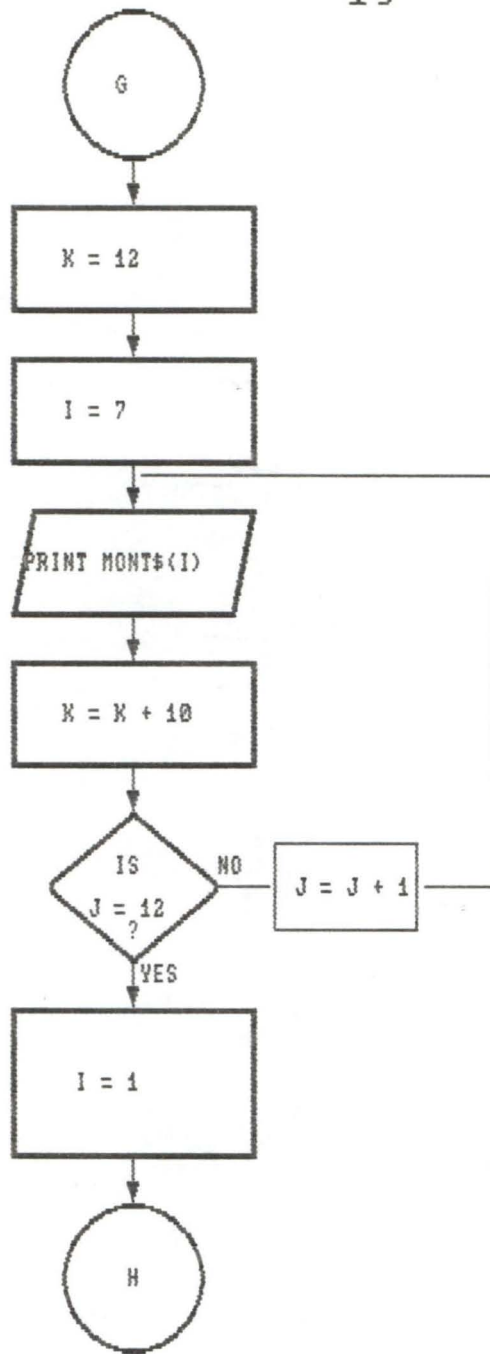 G
K = 12
I = 7
PRINT MONT$(I)
K = K + 10
IS
J = 12
?
NO
J = J + 1
YES
I = 1
H